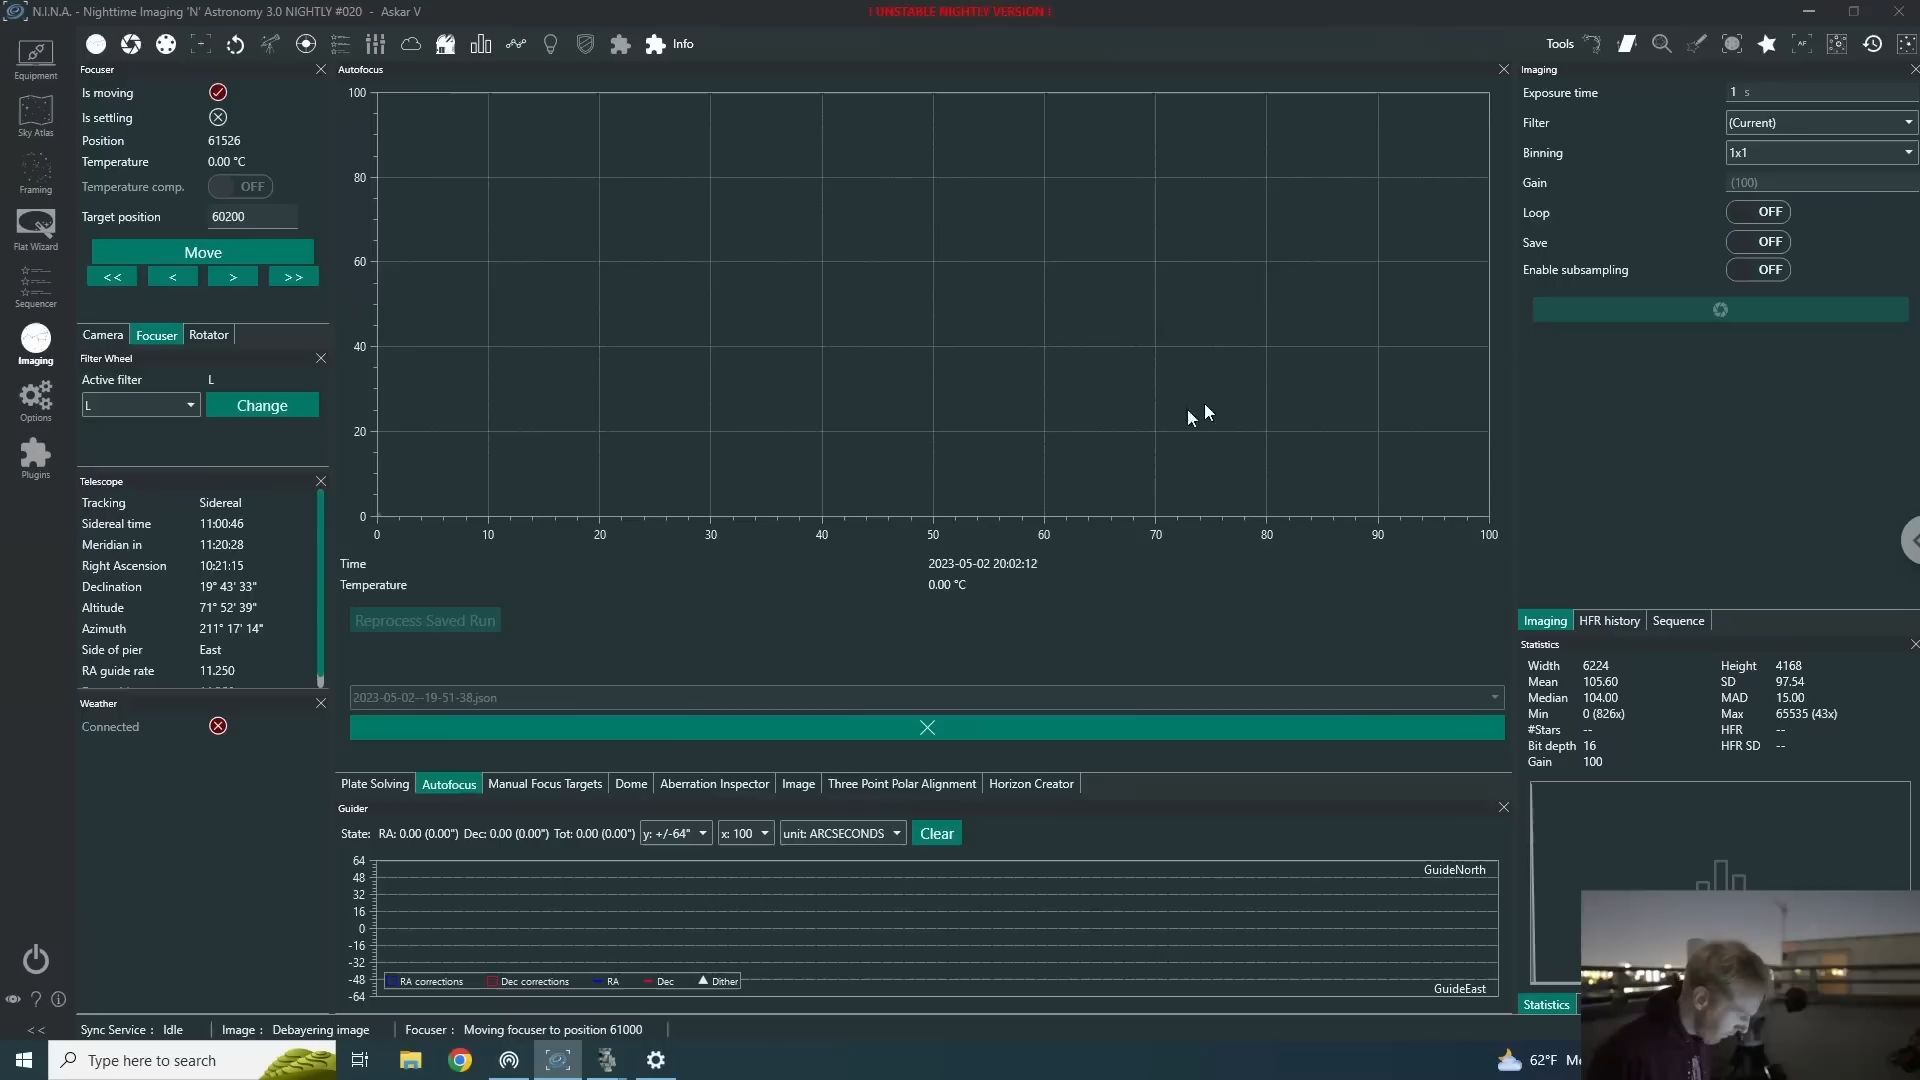 N.I.N.A. - Nighttime Imaging 'N' Astronomy 3.0 NIGHTLY #020 - Askar V
! UNSTABLE NIGHTLY VERSION !
Info
Tools
Equipment
Sky Atlas
Framing
Flat Wizard
Sequencer
Imaging
Options
Plugins
Focuser
Is moving
Is settling
Position 61526
Temperature 0.00 °C
Temperature comp. OFF
Target position 60200
Move
<< < > >>
Camera Focuser Rotator
Filter Wheel
Active filter L
L Change
Telescope
Tracking Sidereal
Sidereal time 11:00:46
Meridian in 11:20:28
Right Ascension 10:21:15
Declination 19° 43' 33"
Altitude 71° 52' 39"
Azimuth 211° 17' 14"
Side of pier East
RA guide rate 11.250
Weather
Connected
Autofocus
100
80
60
40
20
0
0 10 20 30 40 50 60 70 80 90 100
Time 2023-05-02 20:02:12
Temperature 0.00 °C
Reprocess Saved Run
2023-05-02--19-51-38.json
Plate Solving Autofocus Manual Focus Targets Dome Aberration Inspector Image Three Point Polar Alignment Horizon Creator
Guider
State: RA: 0.00 (0.00") Dec: 0.00 (0.00") Tot: 0.00 (0.00") y: +/-64" x: 100 unit: ARCSECONDS Clear
64
48
32
16
0
-16
-32
-48
-64
GuideNorth
GuideEast
RA corrections Dec corrections RA Dec Dither
Imaging
Exposure time 1 s
Filter (Current)
Binning 1x1
Gain (100)
Loop OFF
Save OFF
Enable subsampling OFF
AF
Imaging HFR history Sequence
Statistics
Width 6224 Height 4168
Mean 105.60 SD 97.54
Median 104.00 MAD 15.00
Min 0 (826x) Max 65535 (43x)
#Stars -- HFR --
Bit depth 16 HFR SD --
Gain 100
Statistics
<< Sync Service : Idle Image : Debayering image Focuser : Moving focuser to position 61000
Type here to search
62°F